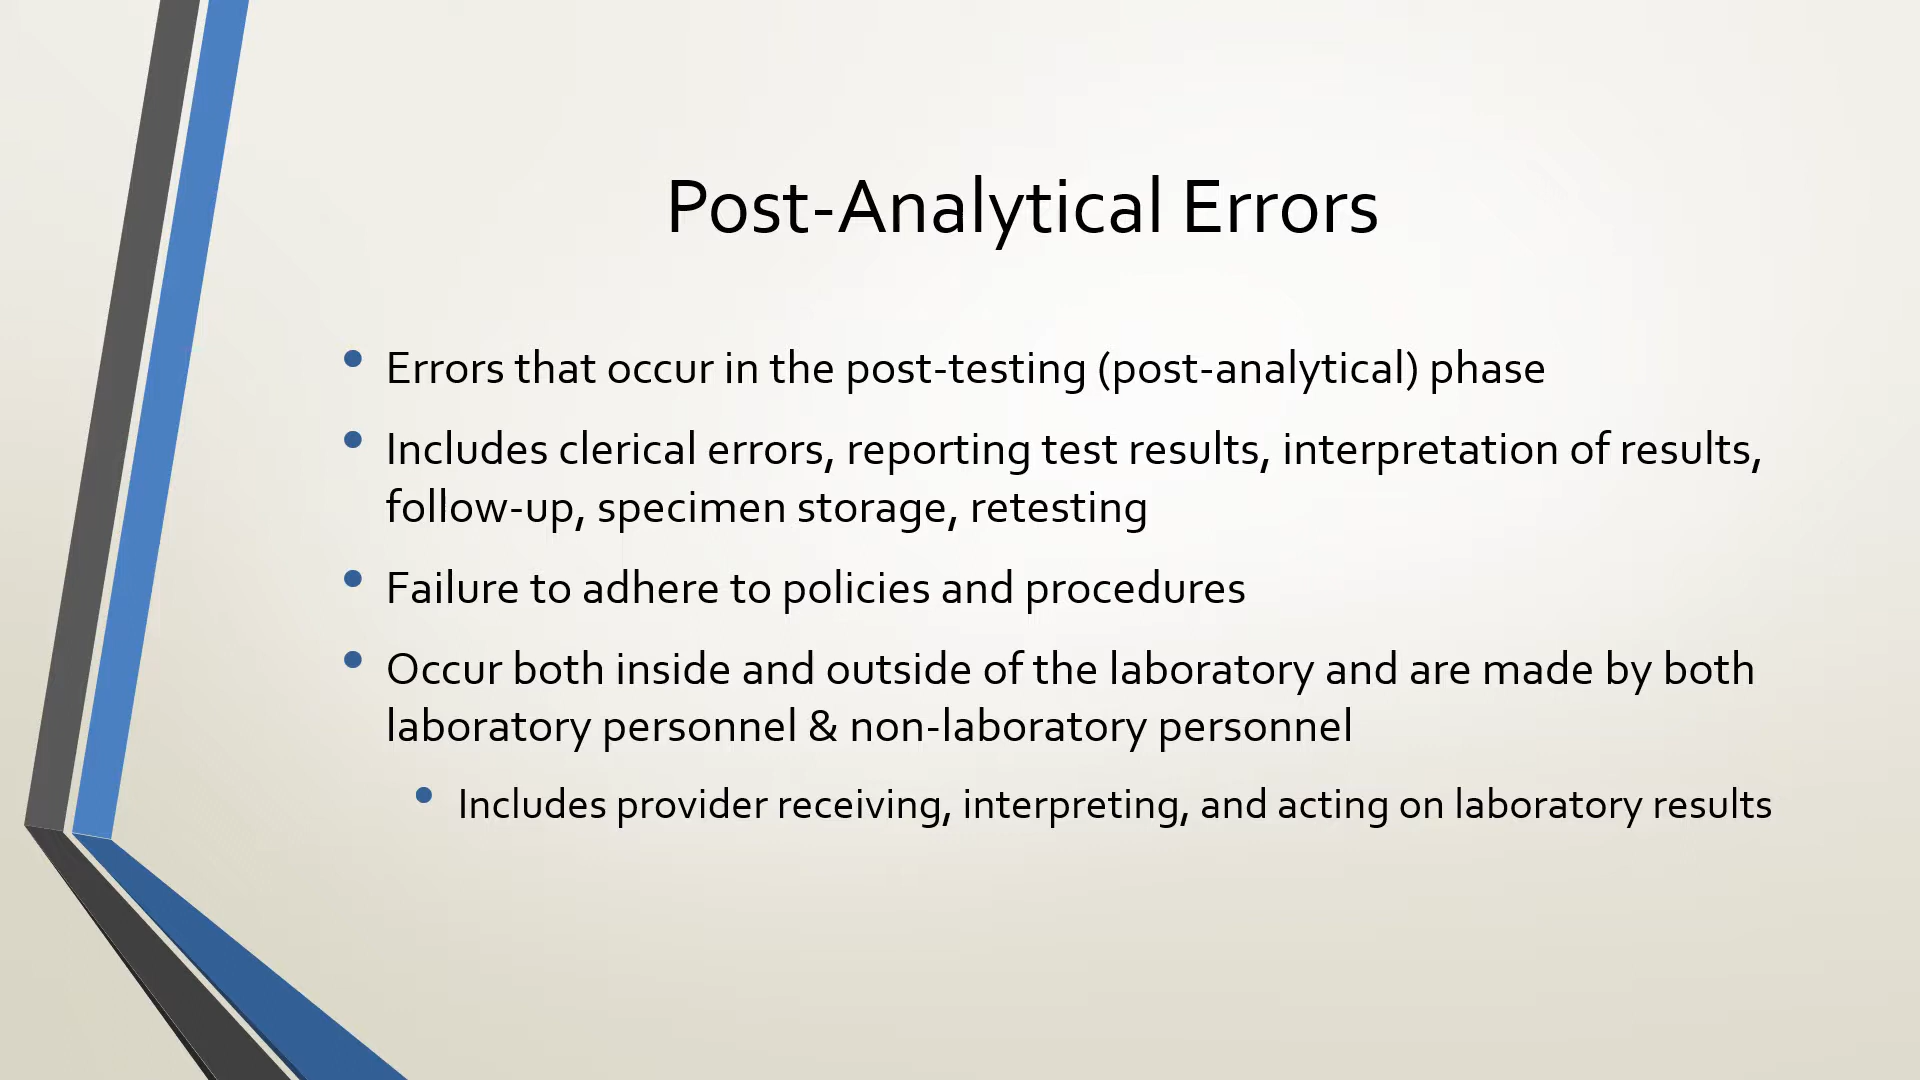 Post-Analytical Errors
• Errors that occur in the post-testing (post-analytical) phase
• Includes clerical errors, reporting test results, interpretation of results,
follow-up, specimen storage, retesting
• Failure to adhere to policies and procedures
• Occur both inside and outside of the laboratory and are made by both
laboratory personnel & non-laboratory personnel
• Includes provider receiving, interpreting, and acting on laboratory results